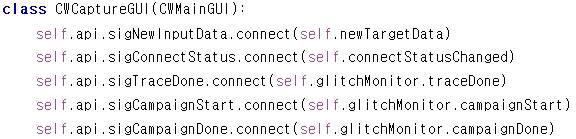 class CWCaptureGUI(CWMainGUI):
    self.api.sigNewInputData.connect(self.newTargetData)
    self.api.sigConnectStatus.connect(self.connectStatusChanged)
    self.api.sigTraceDone.connect(self.glitchMonitor.traceDone)
    self.api.sigCampaignStart.connect(self.glitchMonitor.campaignStart)
    self.api.sigCampaignDone.connect(self.glitchMonitor.campaignDone)